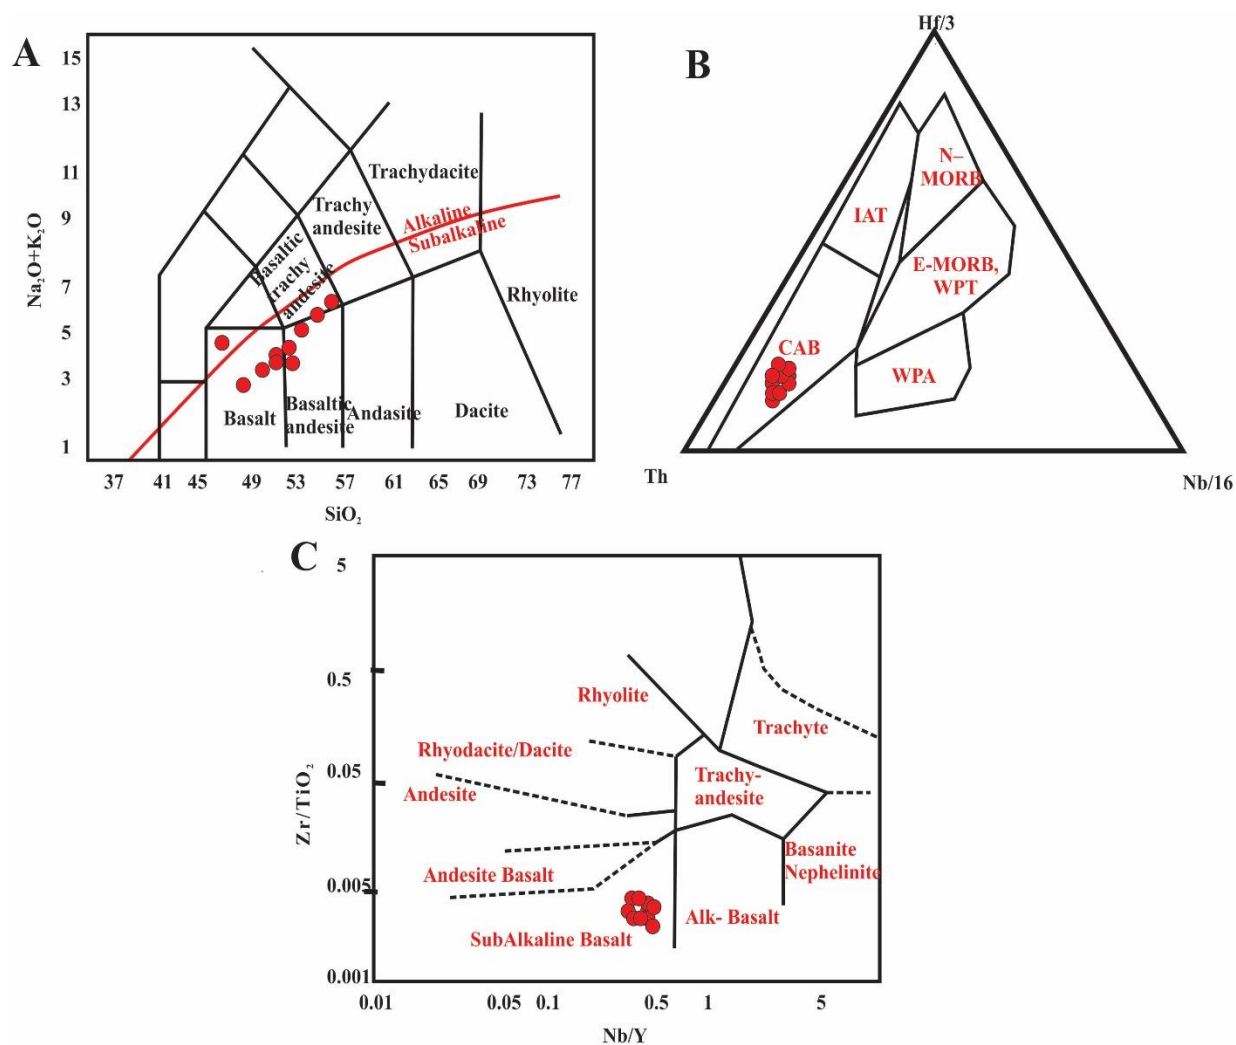 A
15
13
11
9
7
5
3
1
Na₂O+K₂O
Trachydacite
Trachy
andesite
Alkaline
Subalkaline
Basaltic
trachy
andesite
Rhyolite
Basalt
Basaltic
andesite
Andasite
Dacite
37 41 45 49 53 57 61 65 69 73 77
SiO₂
B
Hf/3
N–
MORB
IAT
E-MORB,
WPT
CAB
WPA
Th
Nb/16
C
5
0.5
0.05
0.005
0.001
Zr/TiO₂
Rhyolite
Trachyte
Rhyodacite/Dacite
Trachy-
andesite
Andesite
Basanite
Nephelinite
Andesite Basalt
Alk- Basalt
SubAlkaline Basalt
0.01 0.05 0.1 0.5 1 5
Nb/Y